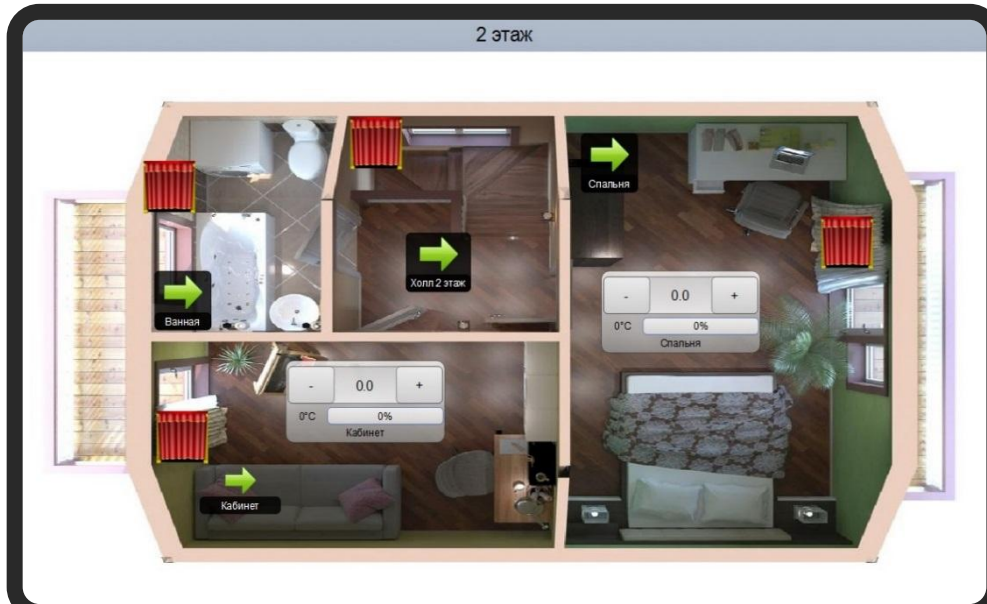 2 этаж
Спальня
Холл 2 этаж
Ванная
- 0.0 +
0°C 0%
Спальня
- 0.0 +
0°C 0%
Кабинет
Кабинет